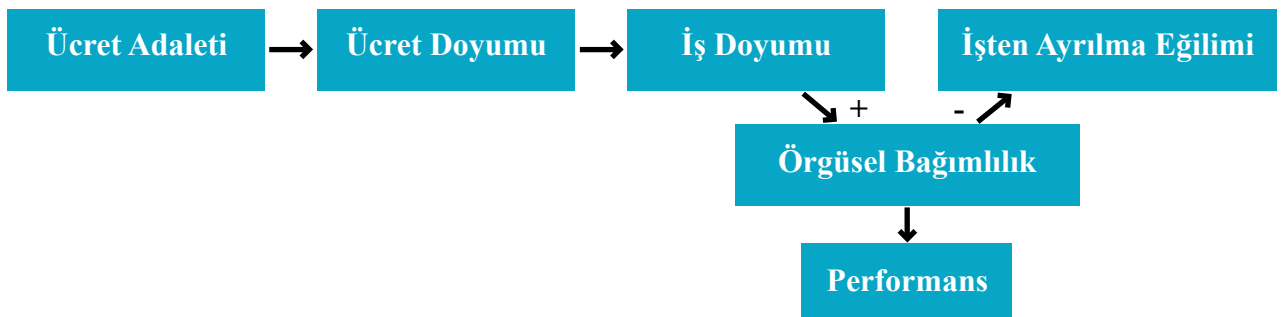 Ücret Adaleti
Ücret Doyumu
İş Doyumu
İşten Ayrılma Eğilimi
+
-
Örgüsel Bağımlılık
Performans